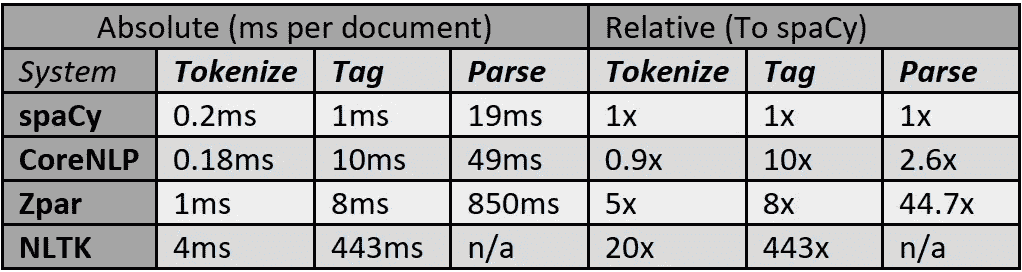 Absolute (ms per document) Relative (To spaCy)
System Tokenize Tag Parse Tokenize Tag Parse
spaCy 0.2ms 1ms 19ms 1x 1x 1x
CoreNLP 0.18ms 10ms 49ms 0.9x 10x 2.6x
Zpar 1ms 8ms 850ms 5x 8x 44.7x
NLTK 4ms 443ms n/a 20x 443x n/a